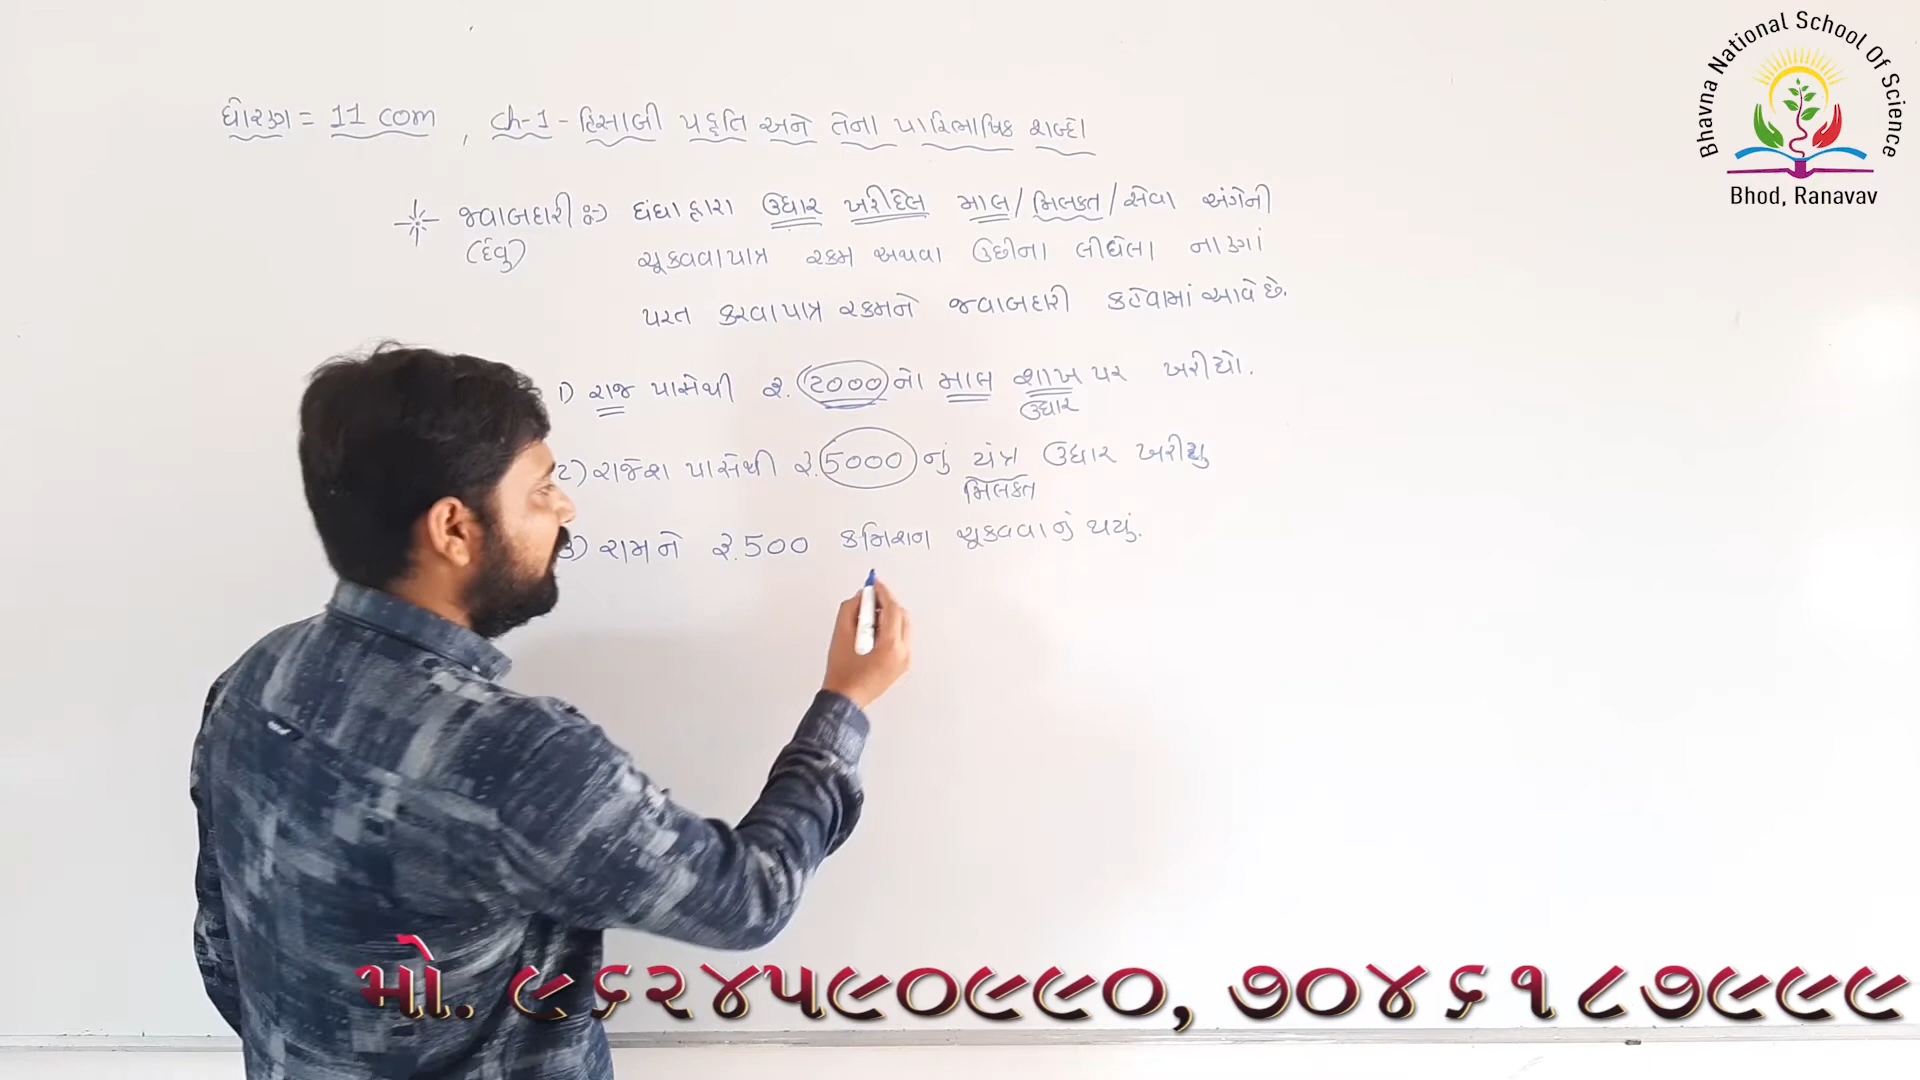 Bhavna National School Of Science
Bhod, Ranavav
ધોરણ = 11 com , ch-1 - હિસાબી પદ્ધતિ અને તેના પારિભાષિક શબ્દો
જવાબદારી :-) ધંધા દ્વારા ઉધાર ખરીદેલ માલ/મિલકત/સેવા અંગેની
(દેવુ) ચૂકવવાપાત્ર રકમ અથવા ઉછીના લીધેલા નાણાં
પરત કરવાપાત્ર રકમને જવાબદારી કહેવામાં આવે છે.
1) રાજ પાસેથી રૂ. 2000 નો માલ શાખ પર ખરીદ્યો.
ઉધાર
2) રાજેશ પાસેથી રૂ. 5000 નું યંત્ર ઉધાર ખરીદ્યુ
મિલકત
3) રામને રૂ. 500 કમિશન ચૂકવવાનું થયું.
મો. ૯૬૨૪૫૯૦૯૯૦, ૭૦૪૬૧૮૭૯૯૯